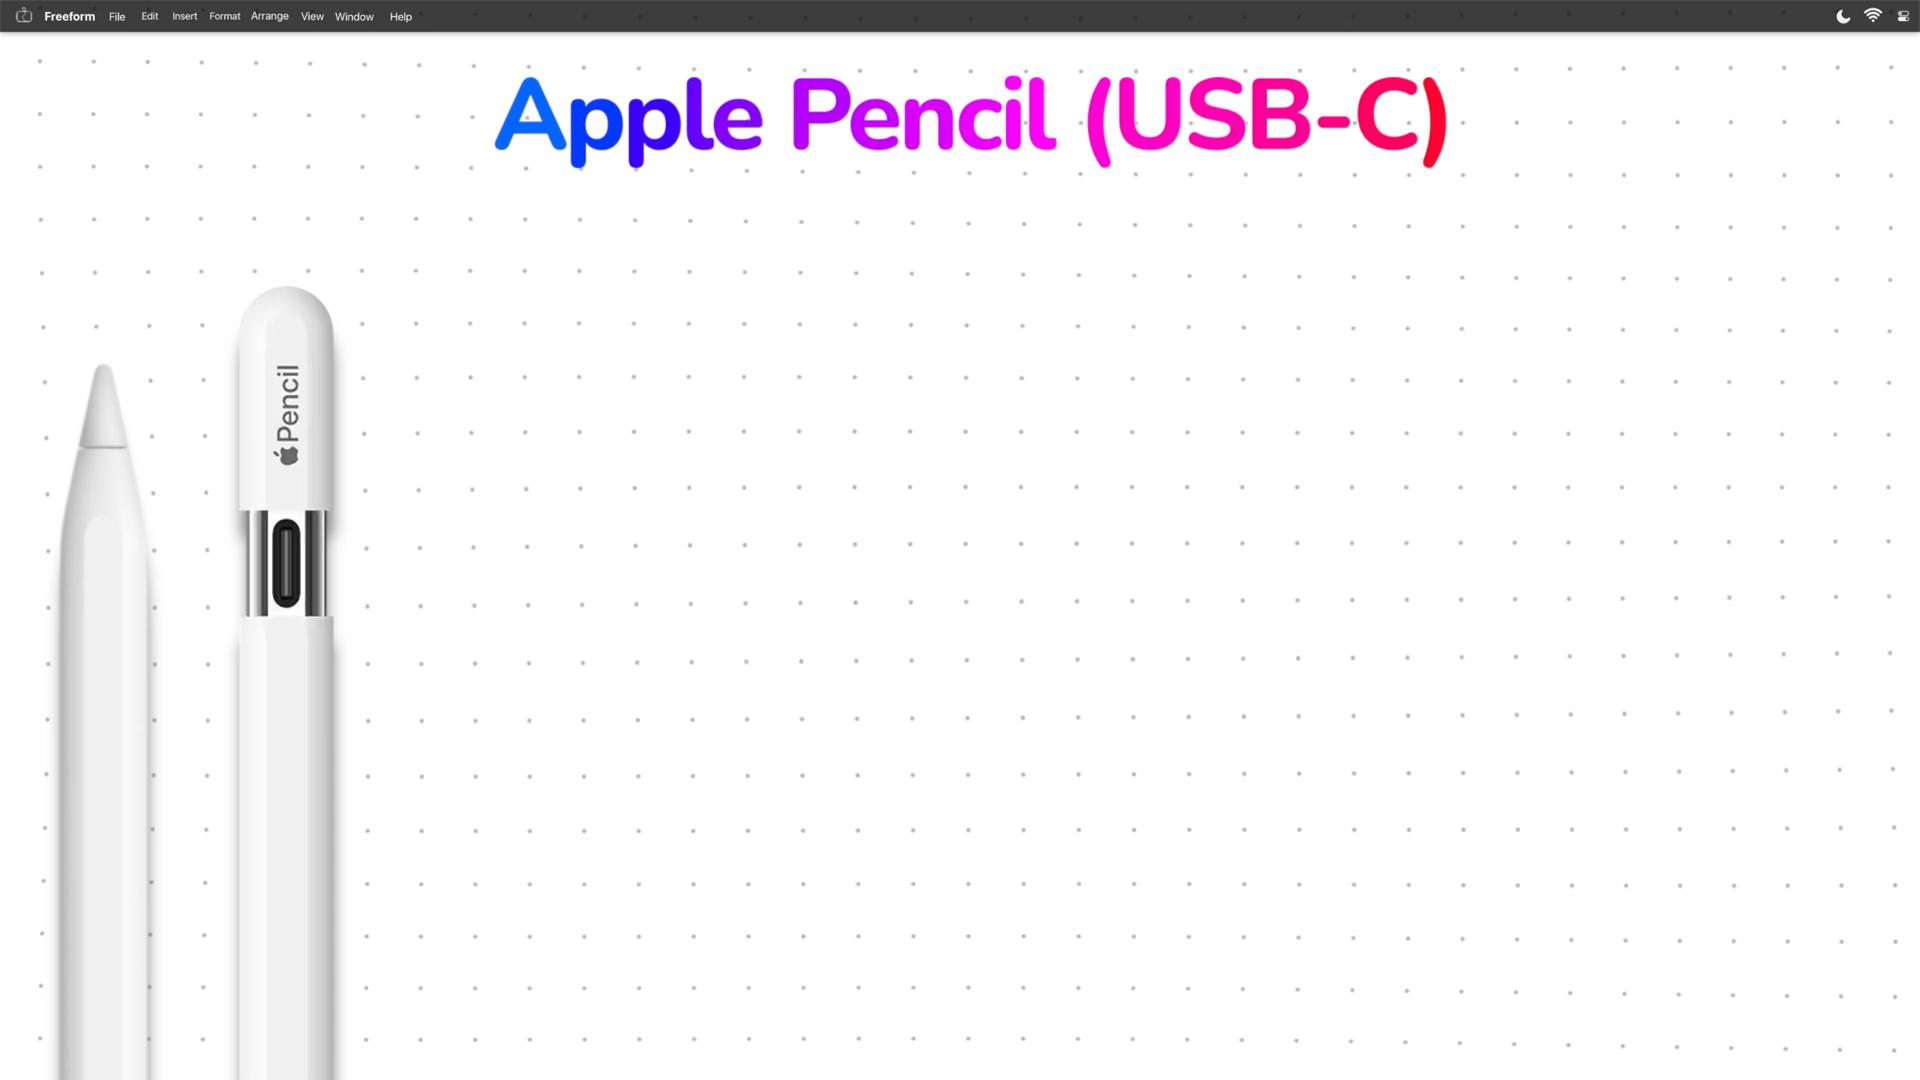 Freeform File Edit Insert Format Arrange View Window Help
Apple Pencil (USB-C)
Pencil